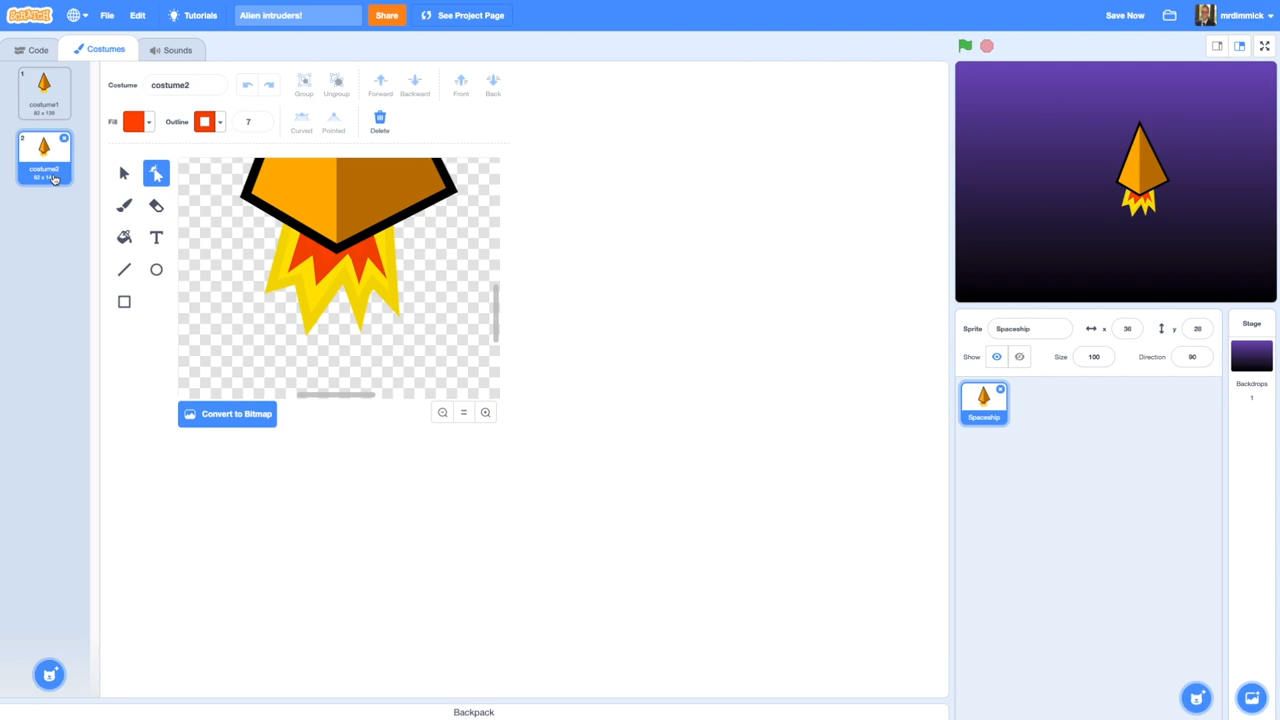 SCRATCH
File
Edit
Tutorials
Alien intruders!
Share
See Project Page
Save Now
mrdimmick
Code
Costumes
Sounds
1
costume1
82 x 139
2
costume2
Costume
costume2
Group
Ungroup
Forward
Backward
Front
Back
Fill
Outline
7
Curved
Pointed
Delete
T
Convert to Bitmap
Sprite
Spaceship
x
36
y
28
Show
Size
100
Direction
90
Spaceship
Stage
Backdrops
1
Backpack